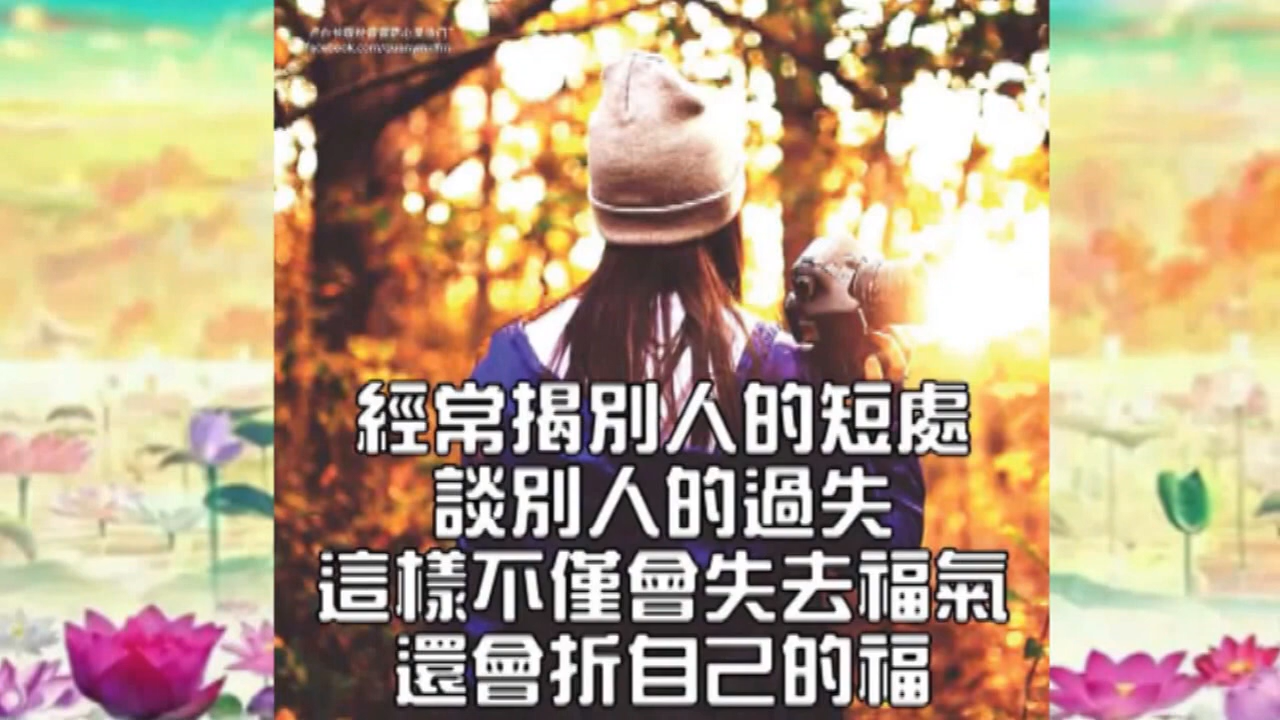 經常揭別人的短處
談別人的過失
這樣不僅會失去福氣
還會折自己的福